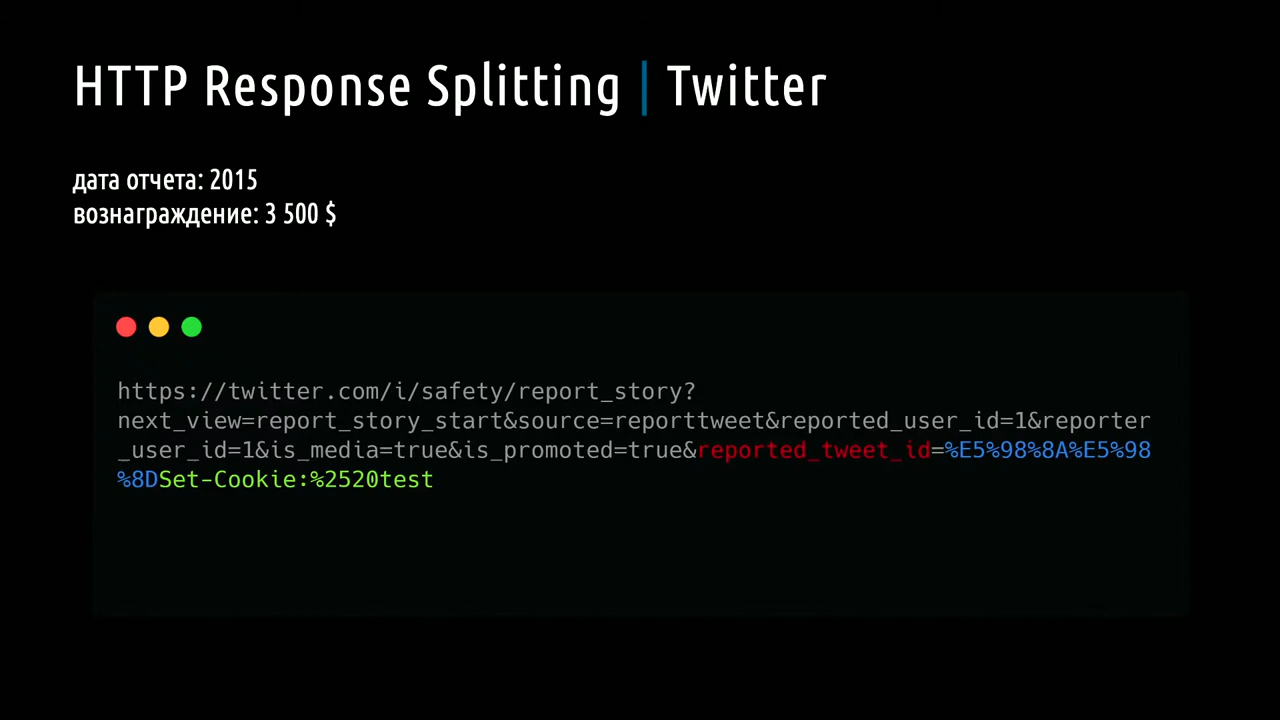 HTTP Response Splitting | Twitter
дата отчета: 2015
вознаграждение: 3 500 $
https://twitter.com/i/safety/report_story?
next_view=report_story_start&source=reporttweet&reported_user_id=1&reporter
_user_id=1&is_media=true&is_promoted=true&reported_tweet_id=%E5%98%8A%E5%98
%8DSet-Cookie:%2520test